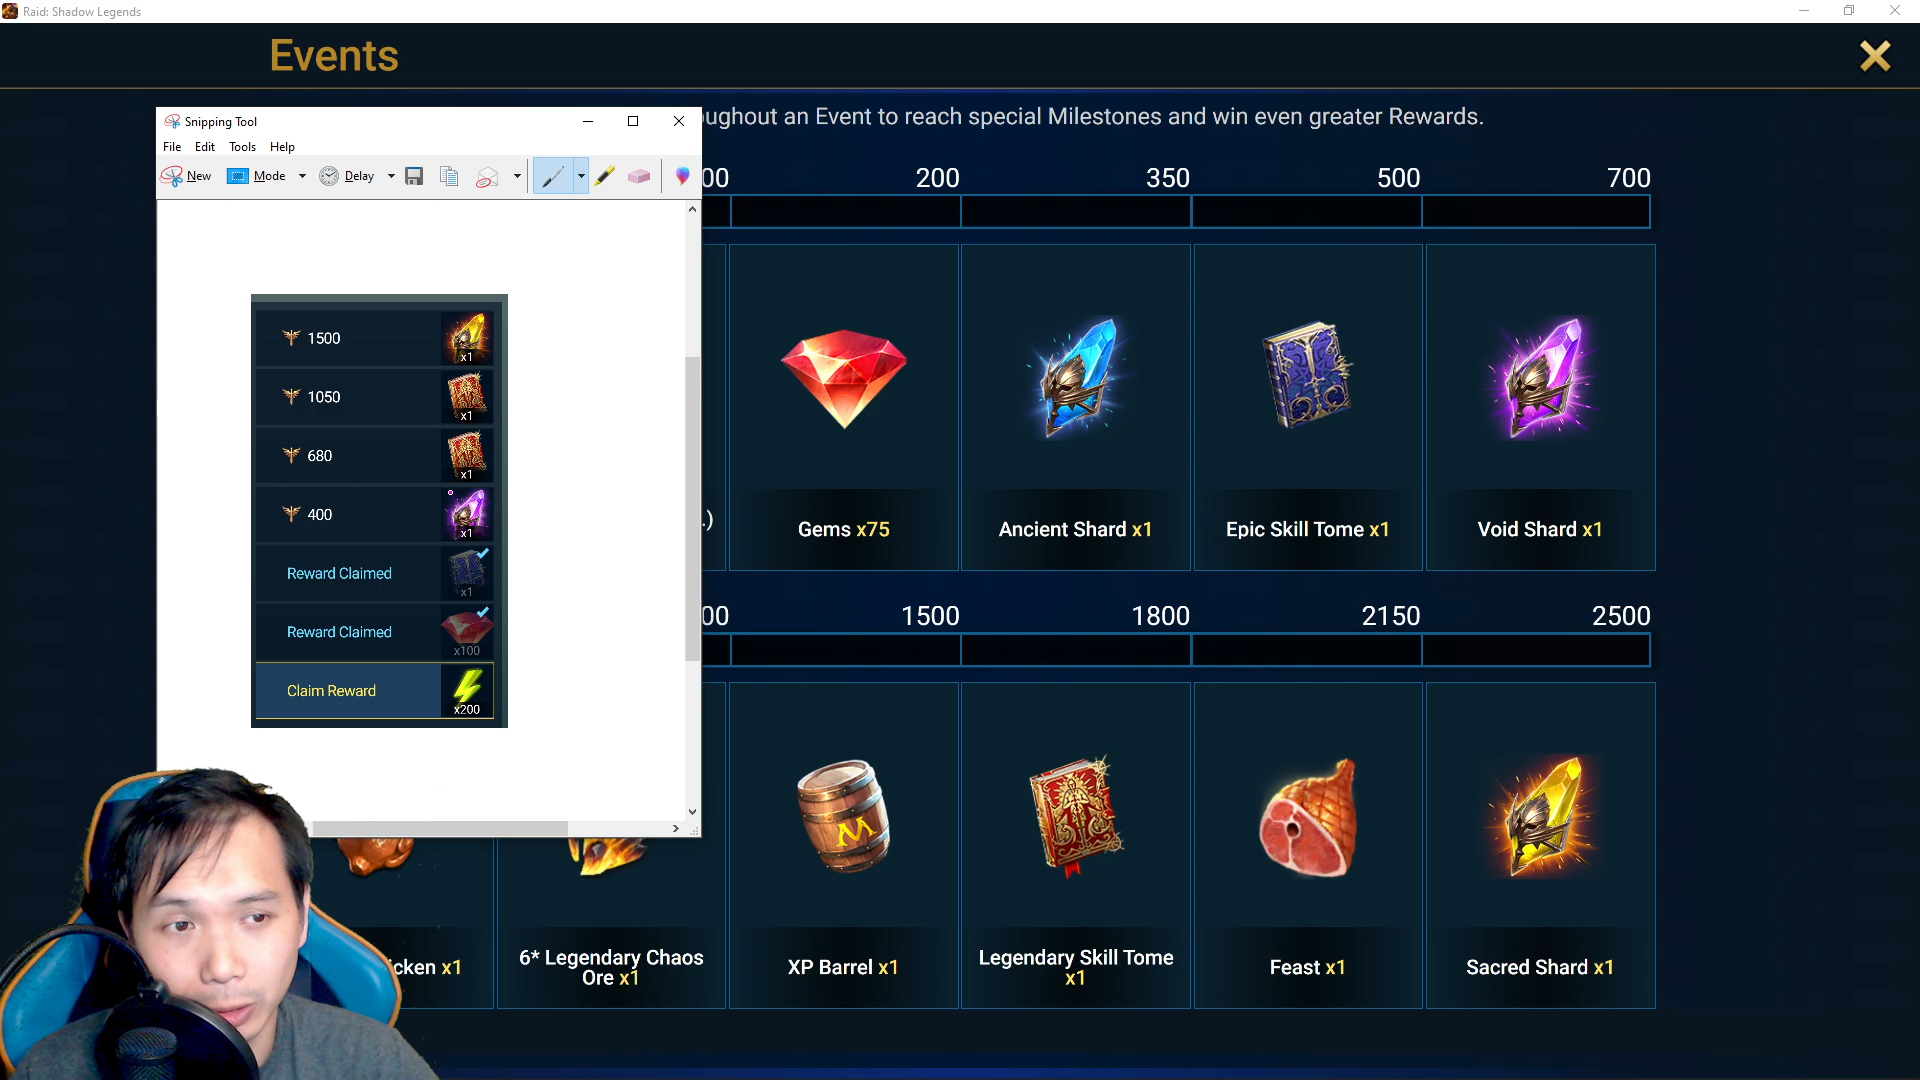 Raid: Shadow Legends
Events
Snipping Tool
File Edit Tools Help
New Mode Delay
oughout an Event to reach special Milestones and win even greater Rewards.
00 200 350 500 700
1500
x1
1050
x1
680
x1
400
x1
Reward Claimed
x1
Reward Claimed
x100
Claim Reward
x200
.)
Gems x75
Ancient Shard x1
Epic Skill Tome x1
Void Shard x1
00 1500 1800 2150 2500
icken x1
6* Legendary Chaos
Ore x1
XP Barrel x1
Legendary Skill Tome
x1
Feast x1
Sacred Shard x1